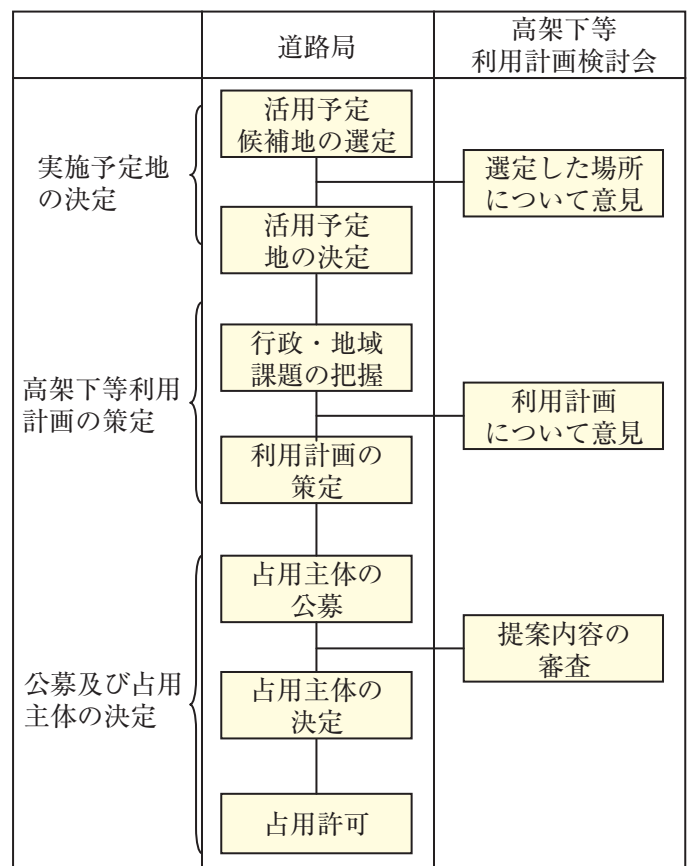 道路局
高架下等
利用計画検討会
実施予定地
の決定
活用予定
候補地の選定
選定した場所
について意見
活用予定
地の決定
高架下等利用
計画の策定
行政・地域
課題の把握
利用計画
について意見
利用計画の
策定
公募及び占用
主体の決定
占用主体の
公募
提案内容の
審査
占用主体の
決定
占用許可